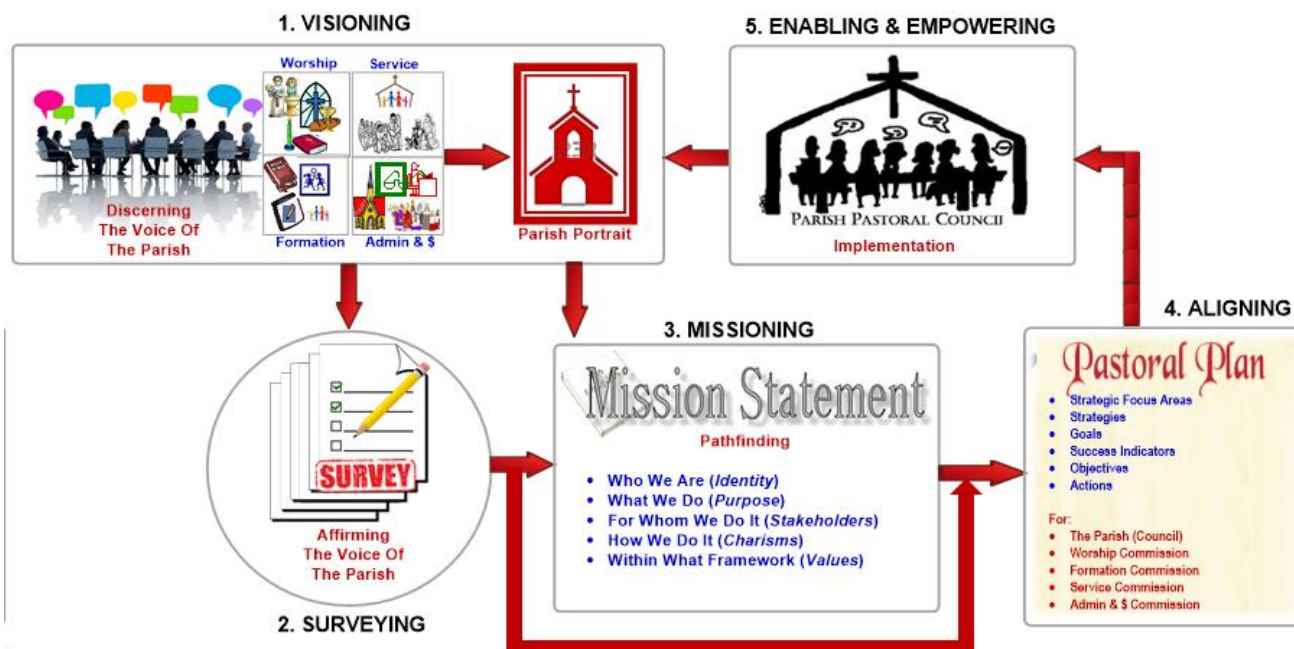 1. VISIONING
Worship
Service
Discerning
The Voice Of
The Parish
Formation
Admin & $
Parish Portrait
5. ENABLING & EMPOWERING
PARISH PASTORAL COUNCIL
Implementation
2. SURVEYING
SURVEY
Affirming
The Voice Of
The Parish
3. MISSIONING
Mission Statement
Pathfinding
• Who We Are (Identity)
• What We Do (Purpose)
• For Whom We Do It (Stakeholders)
• How We Do It (Charisms)
• Within What Framework (Values)
4. ALIGNING
Pastoral Plan
• Strategic Focus Areas
• Strategies
• Goals
• Success Indicators
• Objectives
• Actions
For:
• The Parish (Council)
• Worship Commission
• Formation Commission
• Service Commission
• Admin & $ Commission